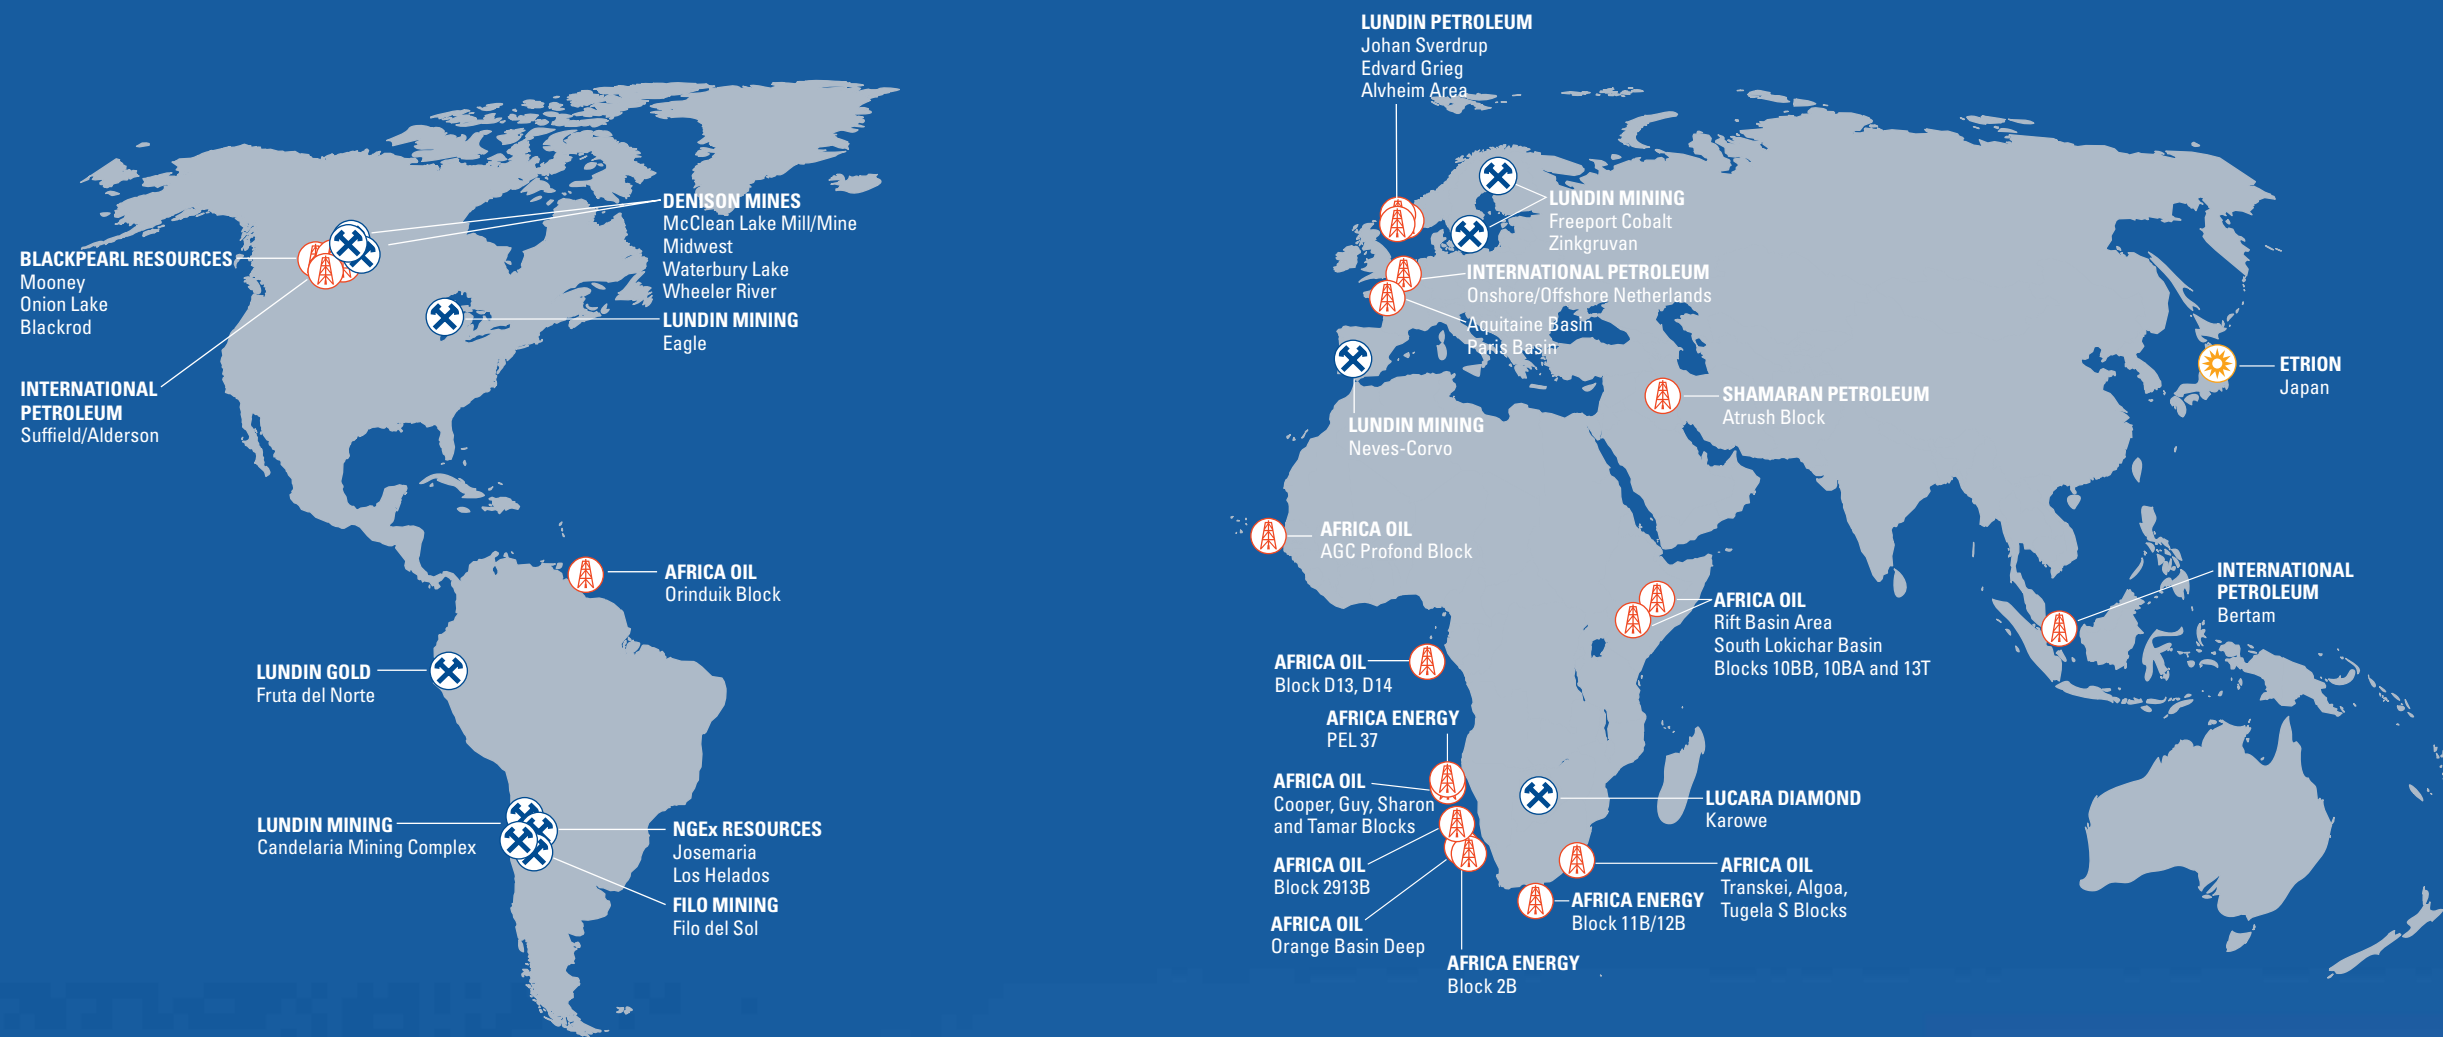 LUNDIN PETROLEUM
Johan Sverdrup
Edvard Grieg
Alvheim Area
DENISON MINES
McClean Lake Mill/Mine
Midwest
Waterbury Lake
Wheeler River
BLACKPEARL RESOURCES
Mooney
Onion Lake
Blackrod
LUNDIN MINING
Eagle
INTERNATIONAL
PETROLEUM
Suffield/Alderson
LUNDIN MINING
Freeport Cobalt
Zinkgruvan
INTERNATIONAL PETROLEUM
Onshore/Offshore Netherlands
Aquitaine Basin
Paris Basin
ETRION
Japan
SHAMARAN PETROLEUM
Atrush Block
LUNDIN MINING
Neves-Corvo
AFRICA OIL
AGC Profond Block
AFRICA OIL
Orinduik Block
INTERNATIONAL
PETROLEUM
Bertam
AFRICA OIL
Rift Basin Area
South Lokichar Basin
Blocks 10BB, 10BA and 13T
LUNDIN GOLD
Fruta del Norte
AFRICA OIL
Block D13, D14
AFRICA ENERGY
PEL 37
AFRICA OIL
Cooper, Guy, Sharon
and Tamar Blocks
LUCARA DIAMOND
Karowe
LUNDIN MINING
Candelaria Mining Complex
NGEx RESOURCES
Josemaria
Los Helados
FILO MINING
Filo del Sol
AFRICA OIL
Block 2913B
AFRICA OIL
Transkei, Algoa,
Tugela S Blocks
AFRICA ENERGY
Block 11B/12B
AFRICA OIL
Orange Basin Deep
AFRICA ENERGY
Block 2B